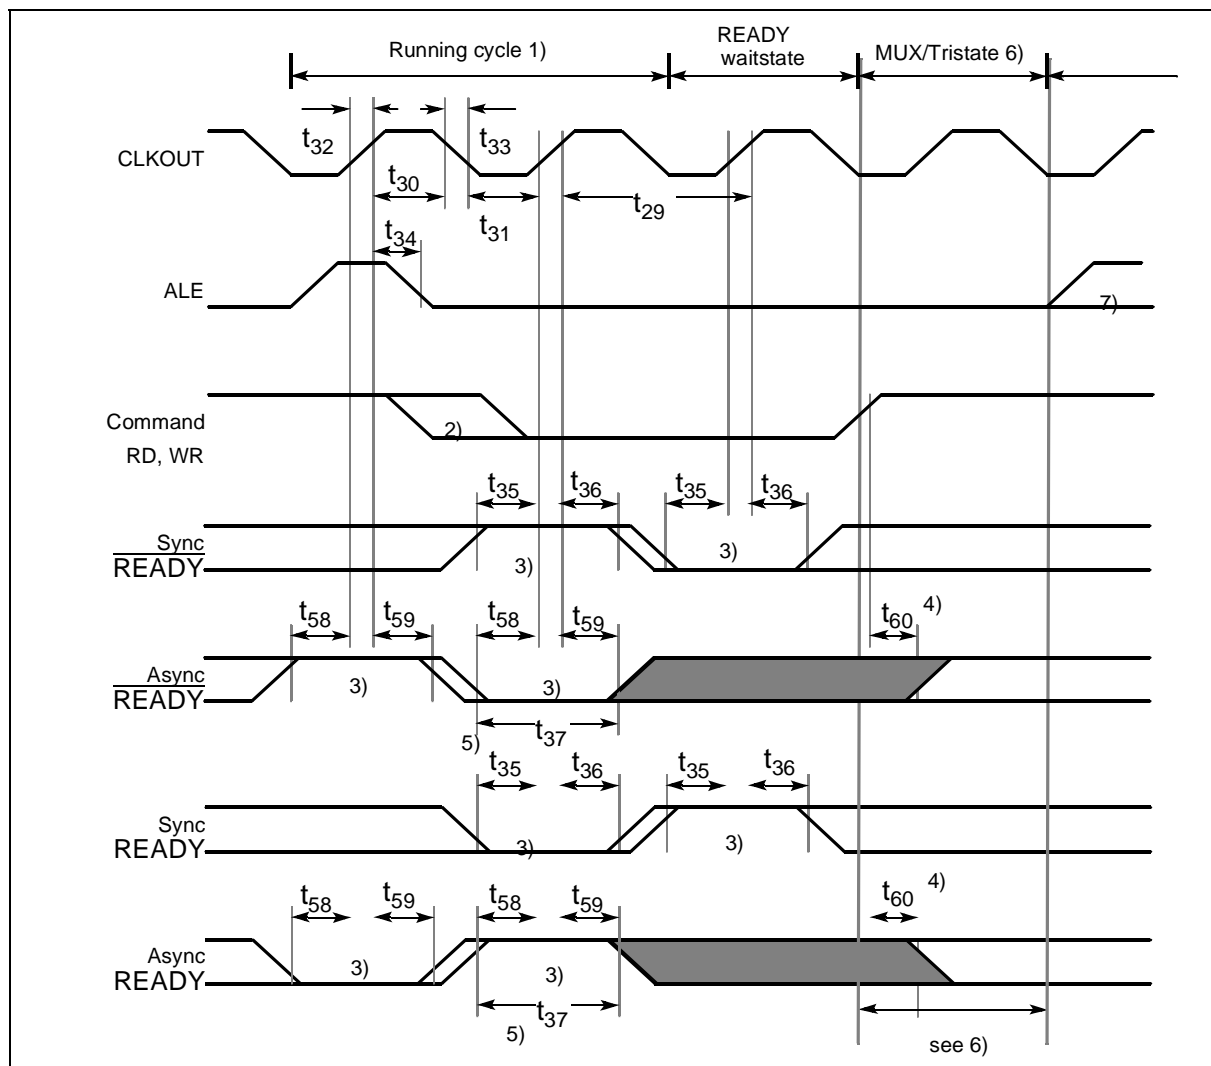 Running cycle 1)
READY
waitstate
MUX/Tristate 6)
CLKOUT
t32
t33
t30
t31
t29
t34
ALE
7)
Command
RD, WR
2)
t35
t36
t35
t36
Sync
READY
3)
3)
t58
t59
t58
t59
t60
4)
Async
READY
3)
3)
5)
t37
t35
t36
t35
t36
Sync
READY
3)
3)
t58
t59
t58
t59
t60
4)
Async
READY
3)
3)
5)
t37
see 6)